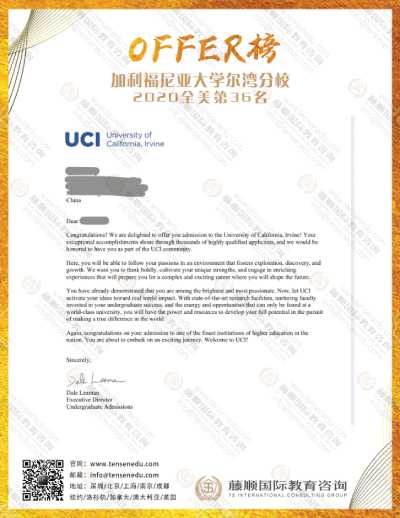 OFFER榜
加利福尼亚大学尔湾分校
2020全美第36名
UCI University of
California, Irvine
China
Dear
Congratulations! We are delighted to offer you admission to the University of California, Irvine! Your
exceptional accomplishments shone through thousands of highly qualified applicants, and we would be
honored to have you as part of the UCI community.
Here, you will be able to follow your passions in an environment that fosters exploration, discovery, and
growth. We want you to think boldly, cultivate your unique strengths, and engage in enriching
experiences that will prepare you for a complex and exciting career where you will shape the future.
You have already demonstrated that you are among the brightest and most passionate. Now, let UCI
activate your ideas toward real world impact. With state-of-the-art research facilities, nurturing faculty
invested in your undergraduate success, and the energy and opportunities that can only be found at a
world-class university, you will have the power and resources to develop your full potential in the pursuit
of making a true difference in the world.
Again, congratulations on your admission to one of the finest institutions of higher education in the
nation. You are about to embark on an exciting journey. Welcome to UCI!
Sincerely,
Dale Leaman
Dale Leaman
Executive Director
Undergraduate Admissions
官网：www.tensenedu.com
邮箱：info@tensenedu.com
地址：深圳/北京/上海/南京/成都
纽约/洛杉矶/加拿大/澳大利亚/英国
藤顺国际教育咨询
TS INTERNATIONAL CONSULTING GROUP